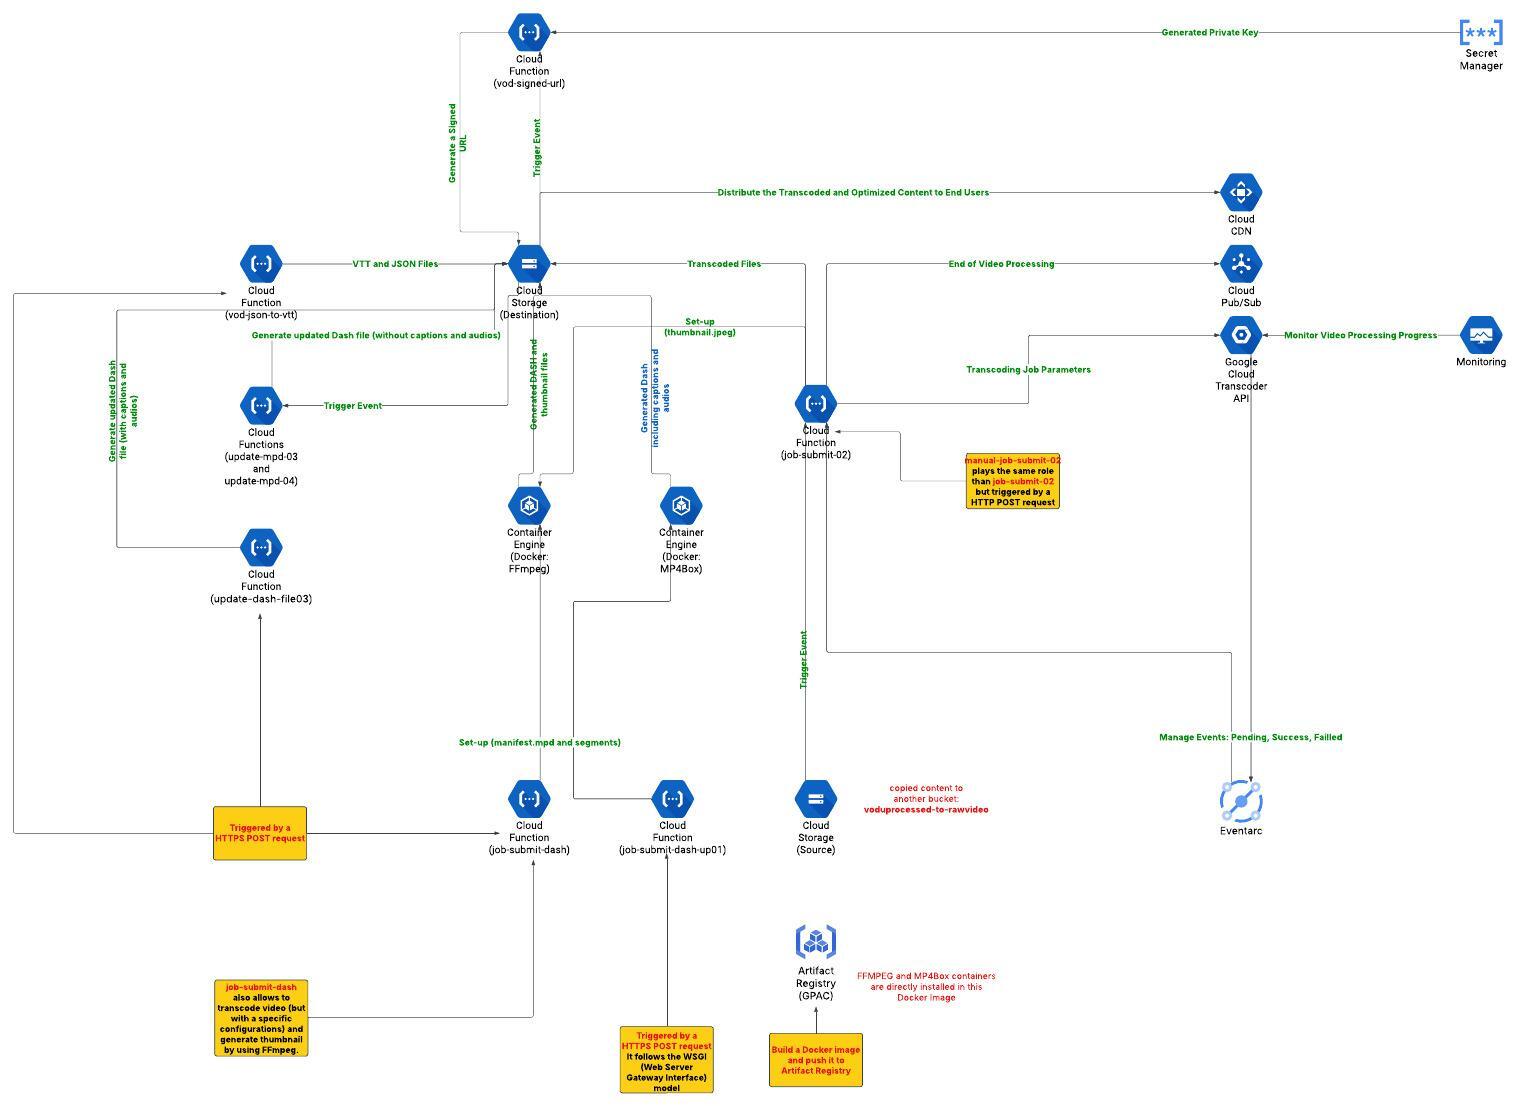 Generated Private Key
Secret
Manager
Cloud
Function
(vod-signed-url)
Generate a Signed
URL
Trigger Event
Distribute the Transcoded and Optimized Content to End Users
Cloud
CDN
VTT and JSON Files
Transcoded Files
End of Video Processing
Cloud
Function
(vod-json-to-vtt)
Cloud
Storage
(Destination)
Cloud
Pub/Sub
Generate updated Dash file (without captions and audios)
Set-up
(thumbnail.jpeg)
Monitor Video Processing Progress
Monitoring
Google
Cloud
Transcoder
API
Transcoding Job Parameters
Generate updated Dash
file (with captions and
audios)
Generated DASH and
thumbnail files
Generated Dash
including captions and
audios
Trigger Event
Cloud
Functions
(update-mpd-03
and
update-mpd-04)
Cloud
Function
(job-submit-02)
manual-job-submit-02
plays the same role
than job-submit-02
but triggered by a
HTTP POST request
Container
Engine
(Docker:
FFmpeg)
Container
Engine
(Docker:
MP4Box)
Cloud
Function
(update-dash-file03)
Trigger Event
Set-up (manifest.mpd and segments)
Manage Events: Pending, Success, Failled
Triggered by a
HTTPS POST request
Cloud
Function
(job-submit-dash)
Cloud
Function
(job-submit-dash-up01)
Cloud
Storage
(Source)
copied content to
another bucket:
voduprocessed-to-rawvideo
Eventarc
Artifact
Registry
(GPAC)
FFMPEG and MP4Box containers
are directly installed in this
Docker Image
job-submit-dash
also allows to
transcode video (but
with a specific
configurations) and
generate thumbnail
by using FFmpeg.
Triggered by a
HTTPS POST request
It follows the WSGI
(Web Server
Gateway Interface)
model
Build a Docker image
and push it to
Artifact Registry